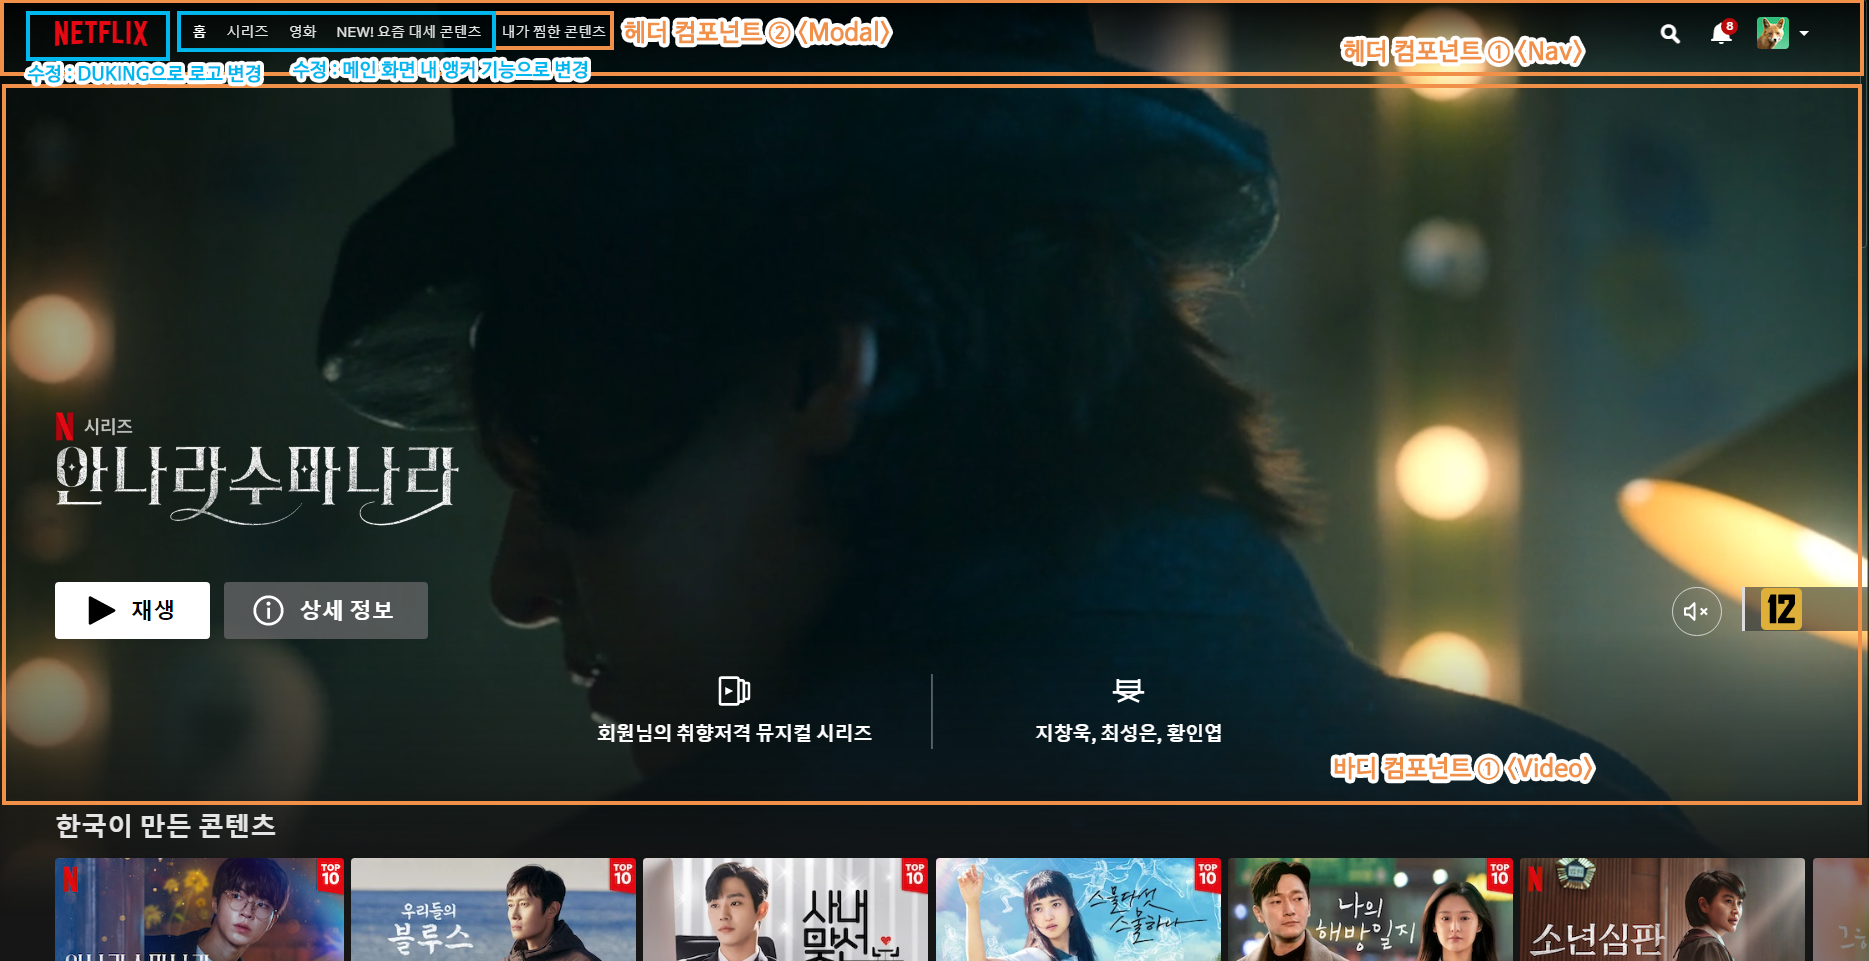 NETFLIX
홈 시리즈 영화 NEW! 요즘 대세 콘텐츠 내가 찜한 콘텐츠
헤더 컴포넌트 ② <Modal>
8
헤더 컴포넌트 ① <Nav>
수정 : DUKING으로 로고 변경
수정 : 메인 화면 내 앵커 기능으로 변경
N 시리즈
안나라수마나라
재생
상세 정보
12
회원님의 취향저격 뮤지컬 시리즈
지창욱, 최성은, 황인엽
바디 컴포넌트 ① <Video>
한국이 만든 콘텐츠
N
TOP 10
안나라수마나라
TOP 10
우리들의
블루스
TOP 10
사내
맞선
TOP 10
스물다섯
스물하나
TOP 10
나의
해방일지
N
소년심판